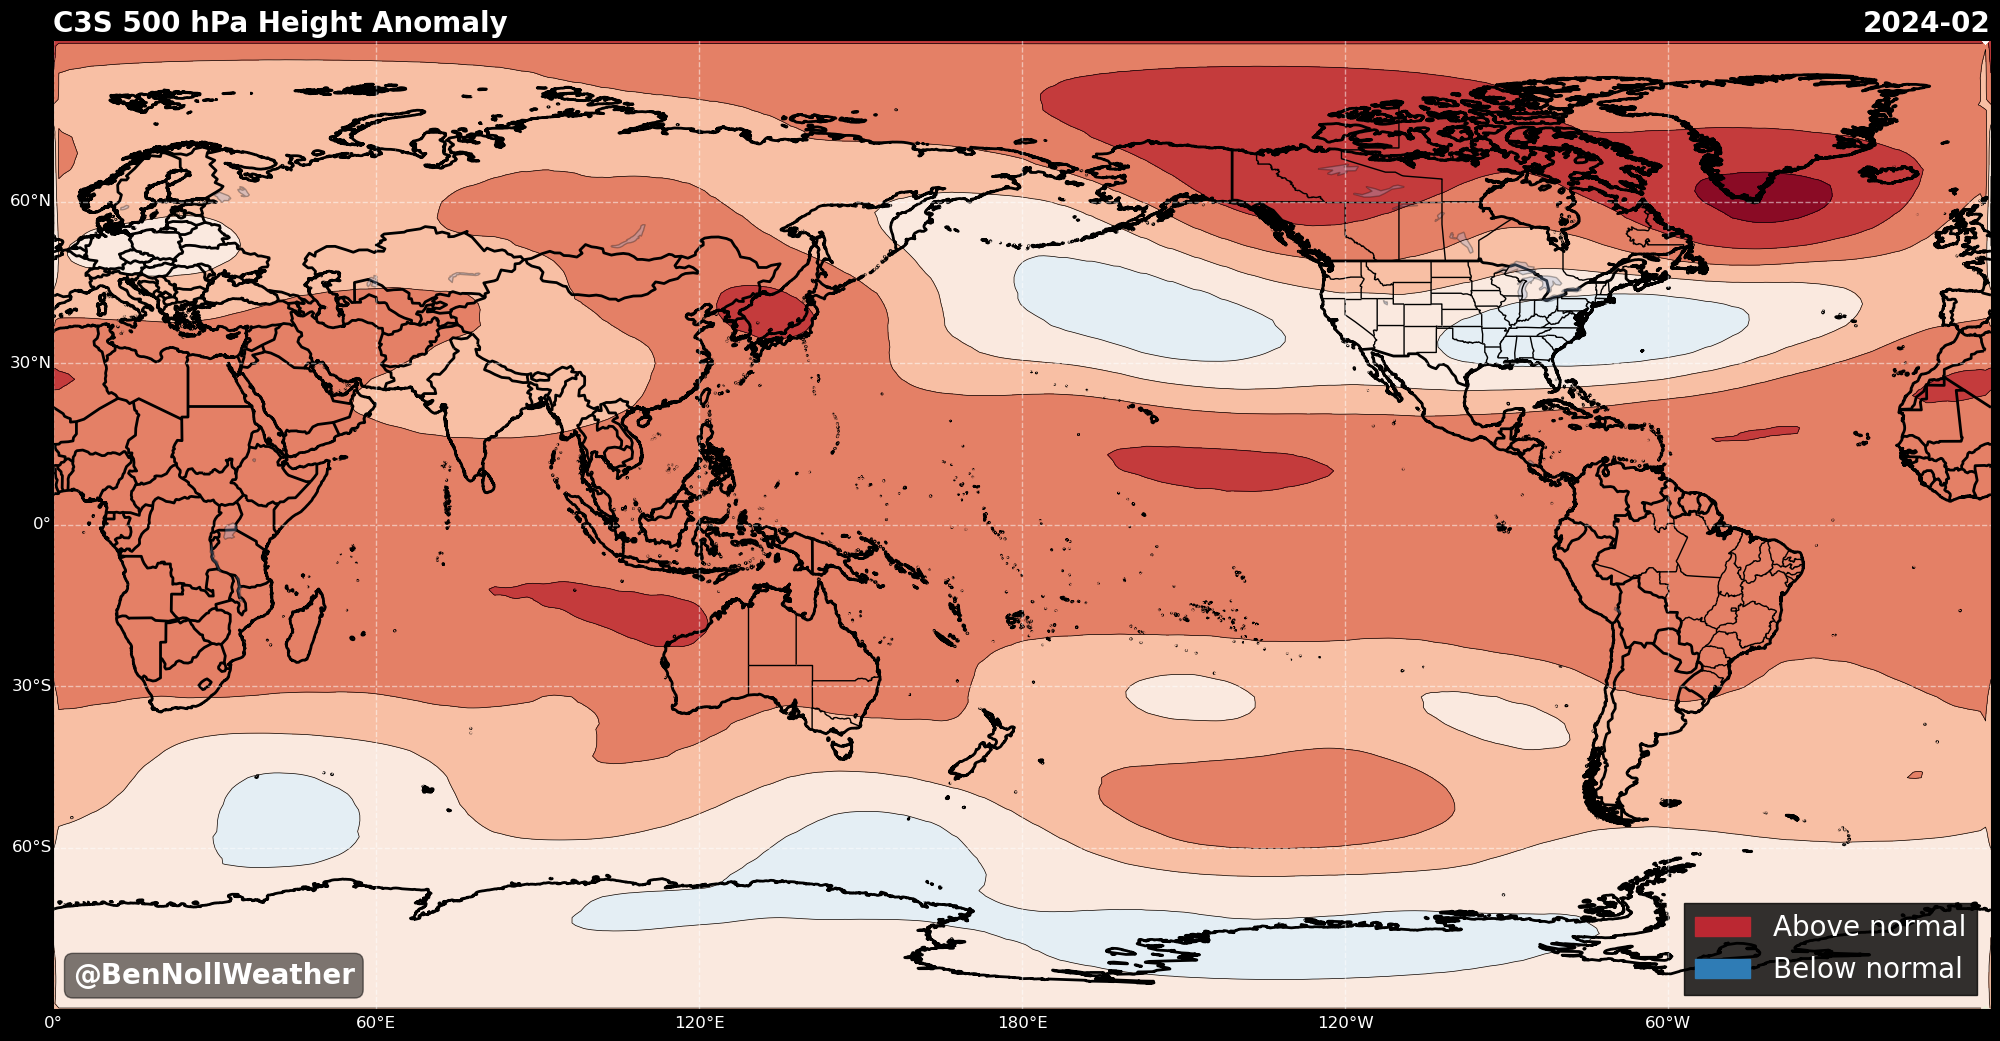 C3S 500 hPa Height Anomaly
2024-02
60°N
30°N
0°
30°S
60°S
@BenNollWeather
Above normal
Below normal
0°
60°E
120°E
180°E
120°W
60°W